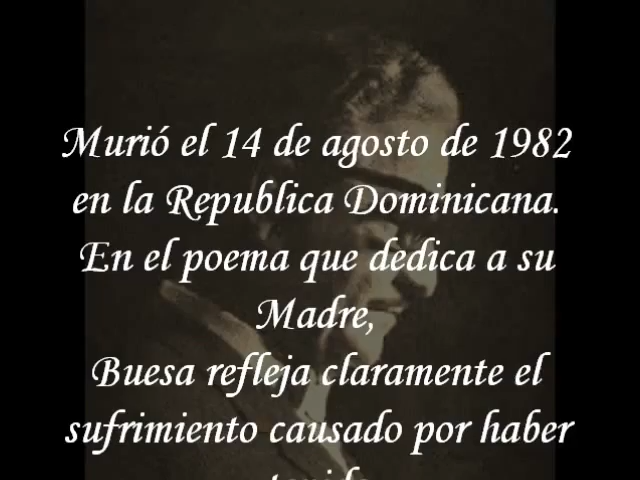 Murió el 14 de agosto de 1982
en la Republica Dominicana.
En el poema que dedica a su
Madre,
Buesa refleja claramente el
sufrimiento causado por haber